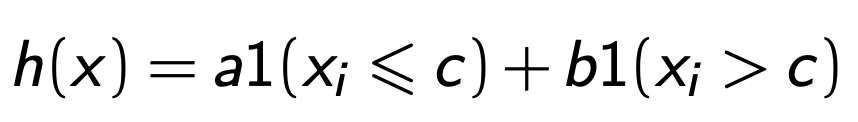 h(x) = a1(x_i ⩽ c) + b1(x_i > c)